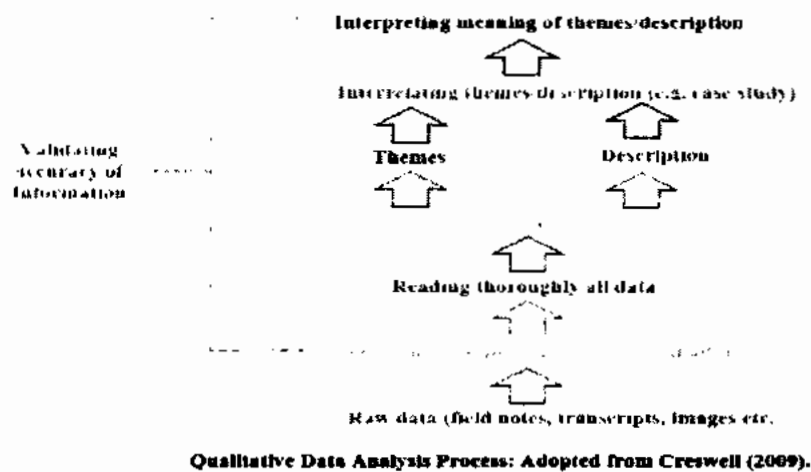 Interpreting meaning of themes/description
Interrelating themes/description (e.g. case study)
Themes Description
Validating
accuracy of
Information
Reading thoroughly all data
Raw data (field notes, transcripts, images etc.
Qualitative Data Analysis Process: Adopted from Creswell (2009).